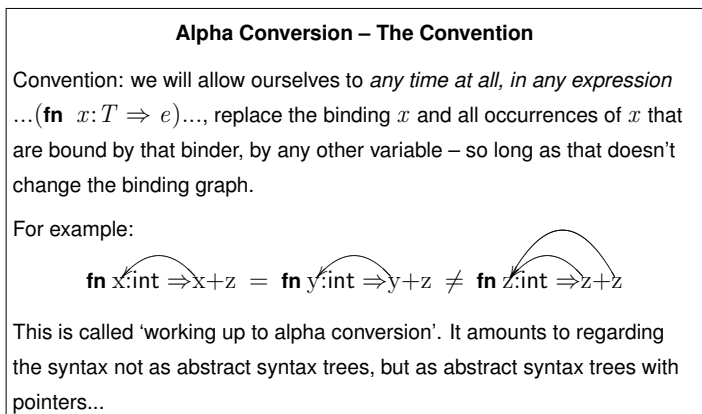 Alpha Conversion – The Convention
Convention: we will allow ourselves to any time at all, in any expression
...(fn x:T ⇒ e)..., replace the binding x and all occurrences of x that
are bound by that binder, by any other variable – so long as that doesn't
change the binding graph.
For example:
fn x:int ⇒x+z = fn y:int ⇒y+z ≠ fn z:int ⇒z+z
This is called ‘working up to alpha conversion’. It amounts to regarding
the syntax not as abstract syntax trees, but as abstract syntax trees with
pointers...